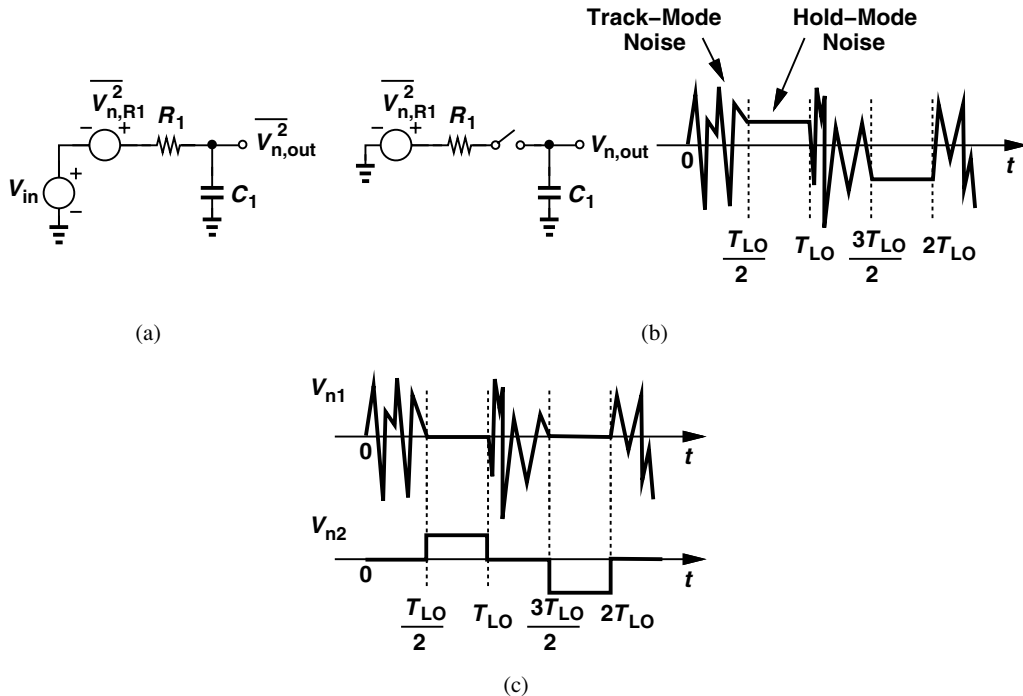 Track–Mode
Noise
Hold–Mode
Noise
V²n,R1
R1
V²n,out
Vin
C1
V²n,R1
R1
Vn,out
C1
0
t
TLO/2
TLO
3TLO/2
2TLO
(a)
(b)
Vn1
0
t
Vn2
0
t
TLO/2
TLO
3TLO/2
2TLO
(c)